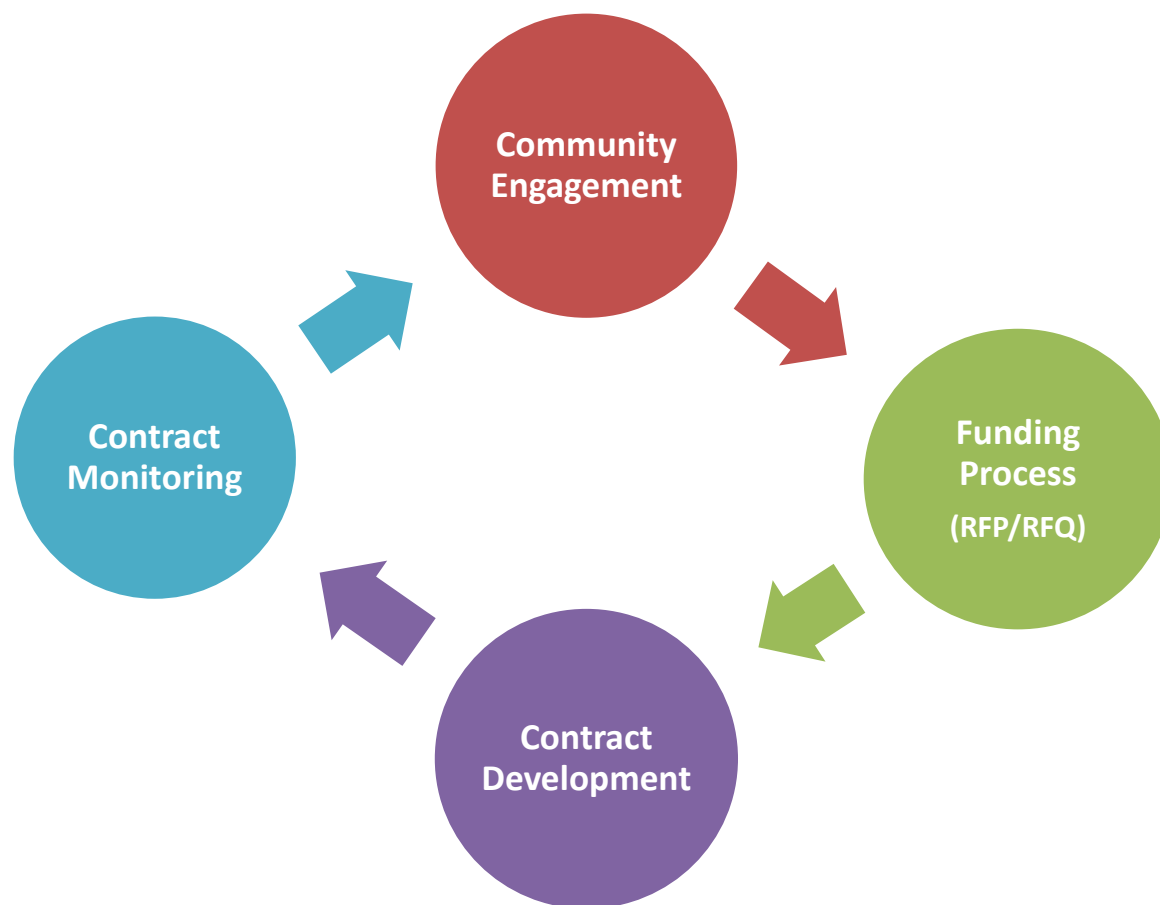 Community
Engagement
Funding
Process
(RFP/RFQ)
Contract
Development
Contract
Monitoring